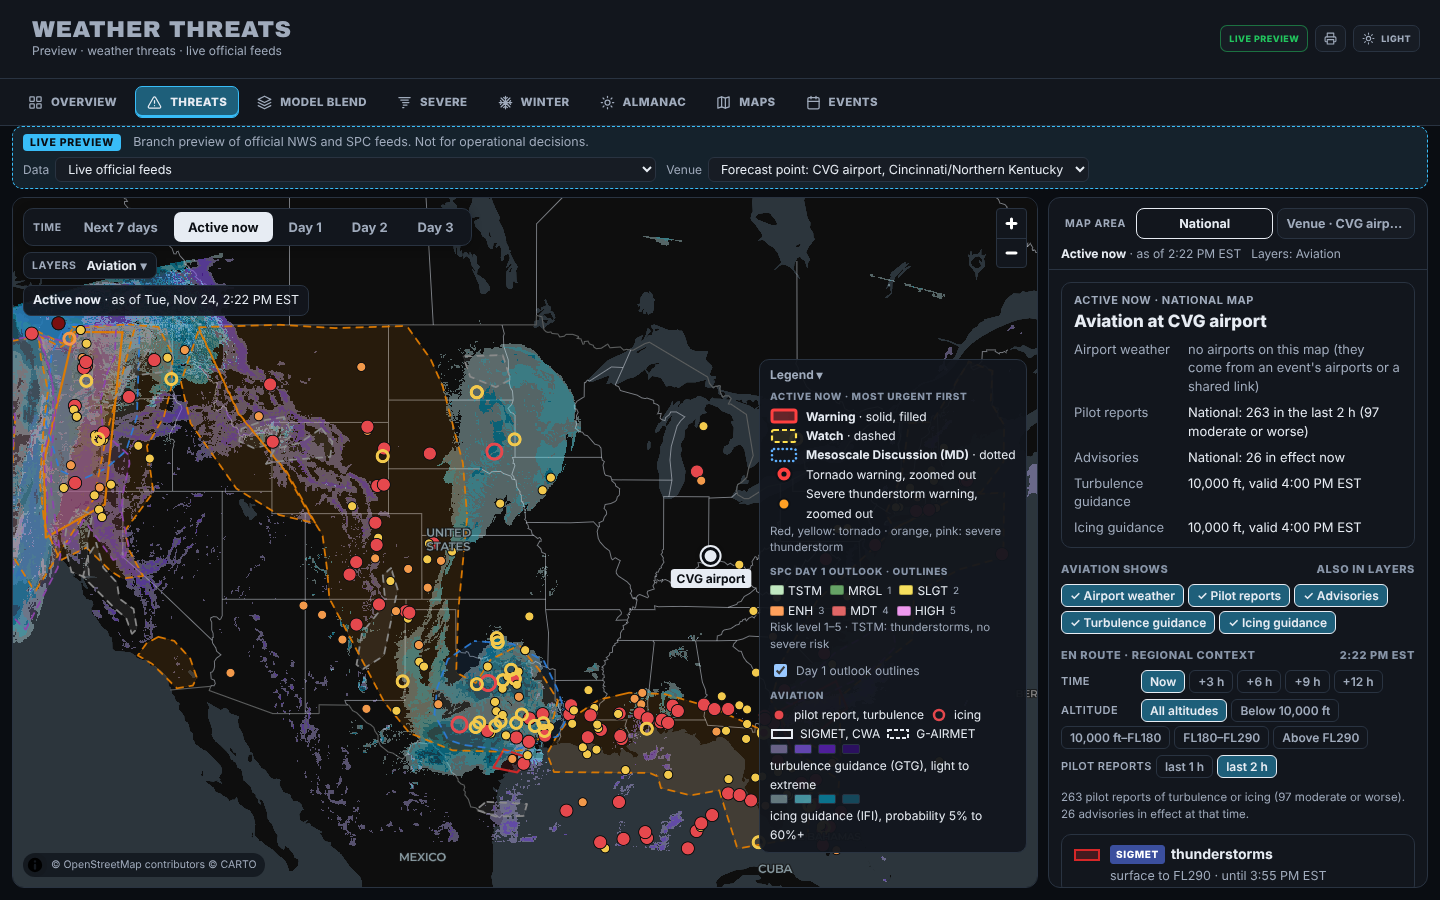 WEATHER THREATS
Preview · weather threats · live official feeds
LIVE PREVIEW
LIGHT
OVERVIEW
THREATS
MODEL BLEND
SEVERE
WINTER
ALMANAC
MAPS
EVENTS
LIVE PREVIEW Branch preview of official NWS and SPC feeds. Not for operational decisions.
Data Live official feeds Venue Forecast point: CVG airport, Cincinnati/Northern Kentucky
TIME Next 7 days Active now Day 1 Day 2 Day 3
LAYERS Aviation ▾
Active now · as of Tue, Nov 24, 2:22 PM EST
+
−
UNITED
STATES
CVG airport
MEXICO
CUBA
© OpenStreetMap contributors © CARTO
Legend ▾
ACTIVE NOW · MOST URGENT FIRST
Warning · solid, filled
Watch · dashed
Mesoscale Discussion (MD) · dotted
Tornado warning, zoomed out
Severe thunderstorm warning,
zoomed out
Red, yellow: tornado · orange, pink: severe
thunderstorm
SPC DAY 1 OUTLOOK · OUTLINES
TSTM MRGL 1 SLGT 2
ENH 3 MDT 4 HIGH 5
Risk level 1–5 · TSTM: thunderstorms, no
severe risk
Day 1 outlook outlines
AVIATION
pilot report, turbulence icing
SIGMET, CWA G-AIRMET
turbulence guidance (GTG), light to
extreme
icing guidance (IFI), probability 5% to
60%+
MAP AREA National Venue · CVG airp...
Active now · as of 2:22 PM EST Layers: Aviation
ACTIVE NOW · NATIONAL MAP
Aviation at CVG airport
Airport weather no airports on this map (they
come from an event's airports or a
shared link)
Pilot reports National: 263 in the last 2 h (97
moderate or worse)
Advisories National: 26 in effect now
Turbulence 10,000 ft, valid 4:00 PM EST
guidance
Icing guidance 10,000 ft, valid 4:00 PM EST
AVIATION SHOWS ALSO IN LAYERS
✓ Airport weather ✓ Pilot reports ✓ Advisories
✓ Turbulence guidance ✓ Icing guidance
EN ROUTE · REGIONAL CONTEXT 2:22 PM EST
TIME Now +3 h +6 h +9 h +12 h
ALTITUDE All altitudes Below 10,000 ft
10,000 ft–FL180 FL180–FL290 Above FL290
PILOT REPORTS last 1 h last 2 h
263 pilot reports of turbulence or icing (97 moderate or worse).
26 advisories in effect at that time.
SIGMET thunderstorms
surface to FL290 · until 3:55 PM EST